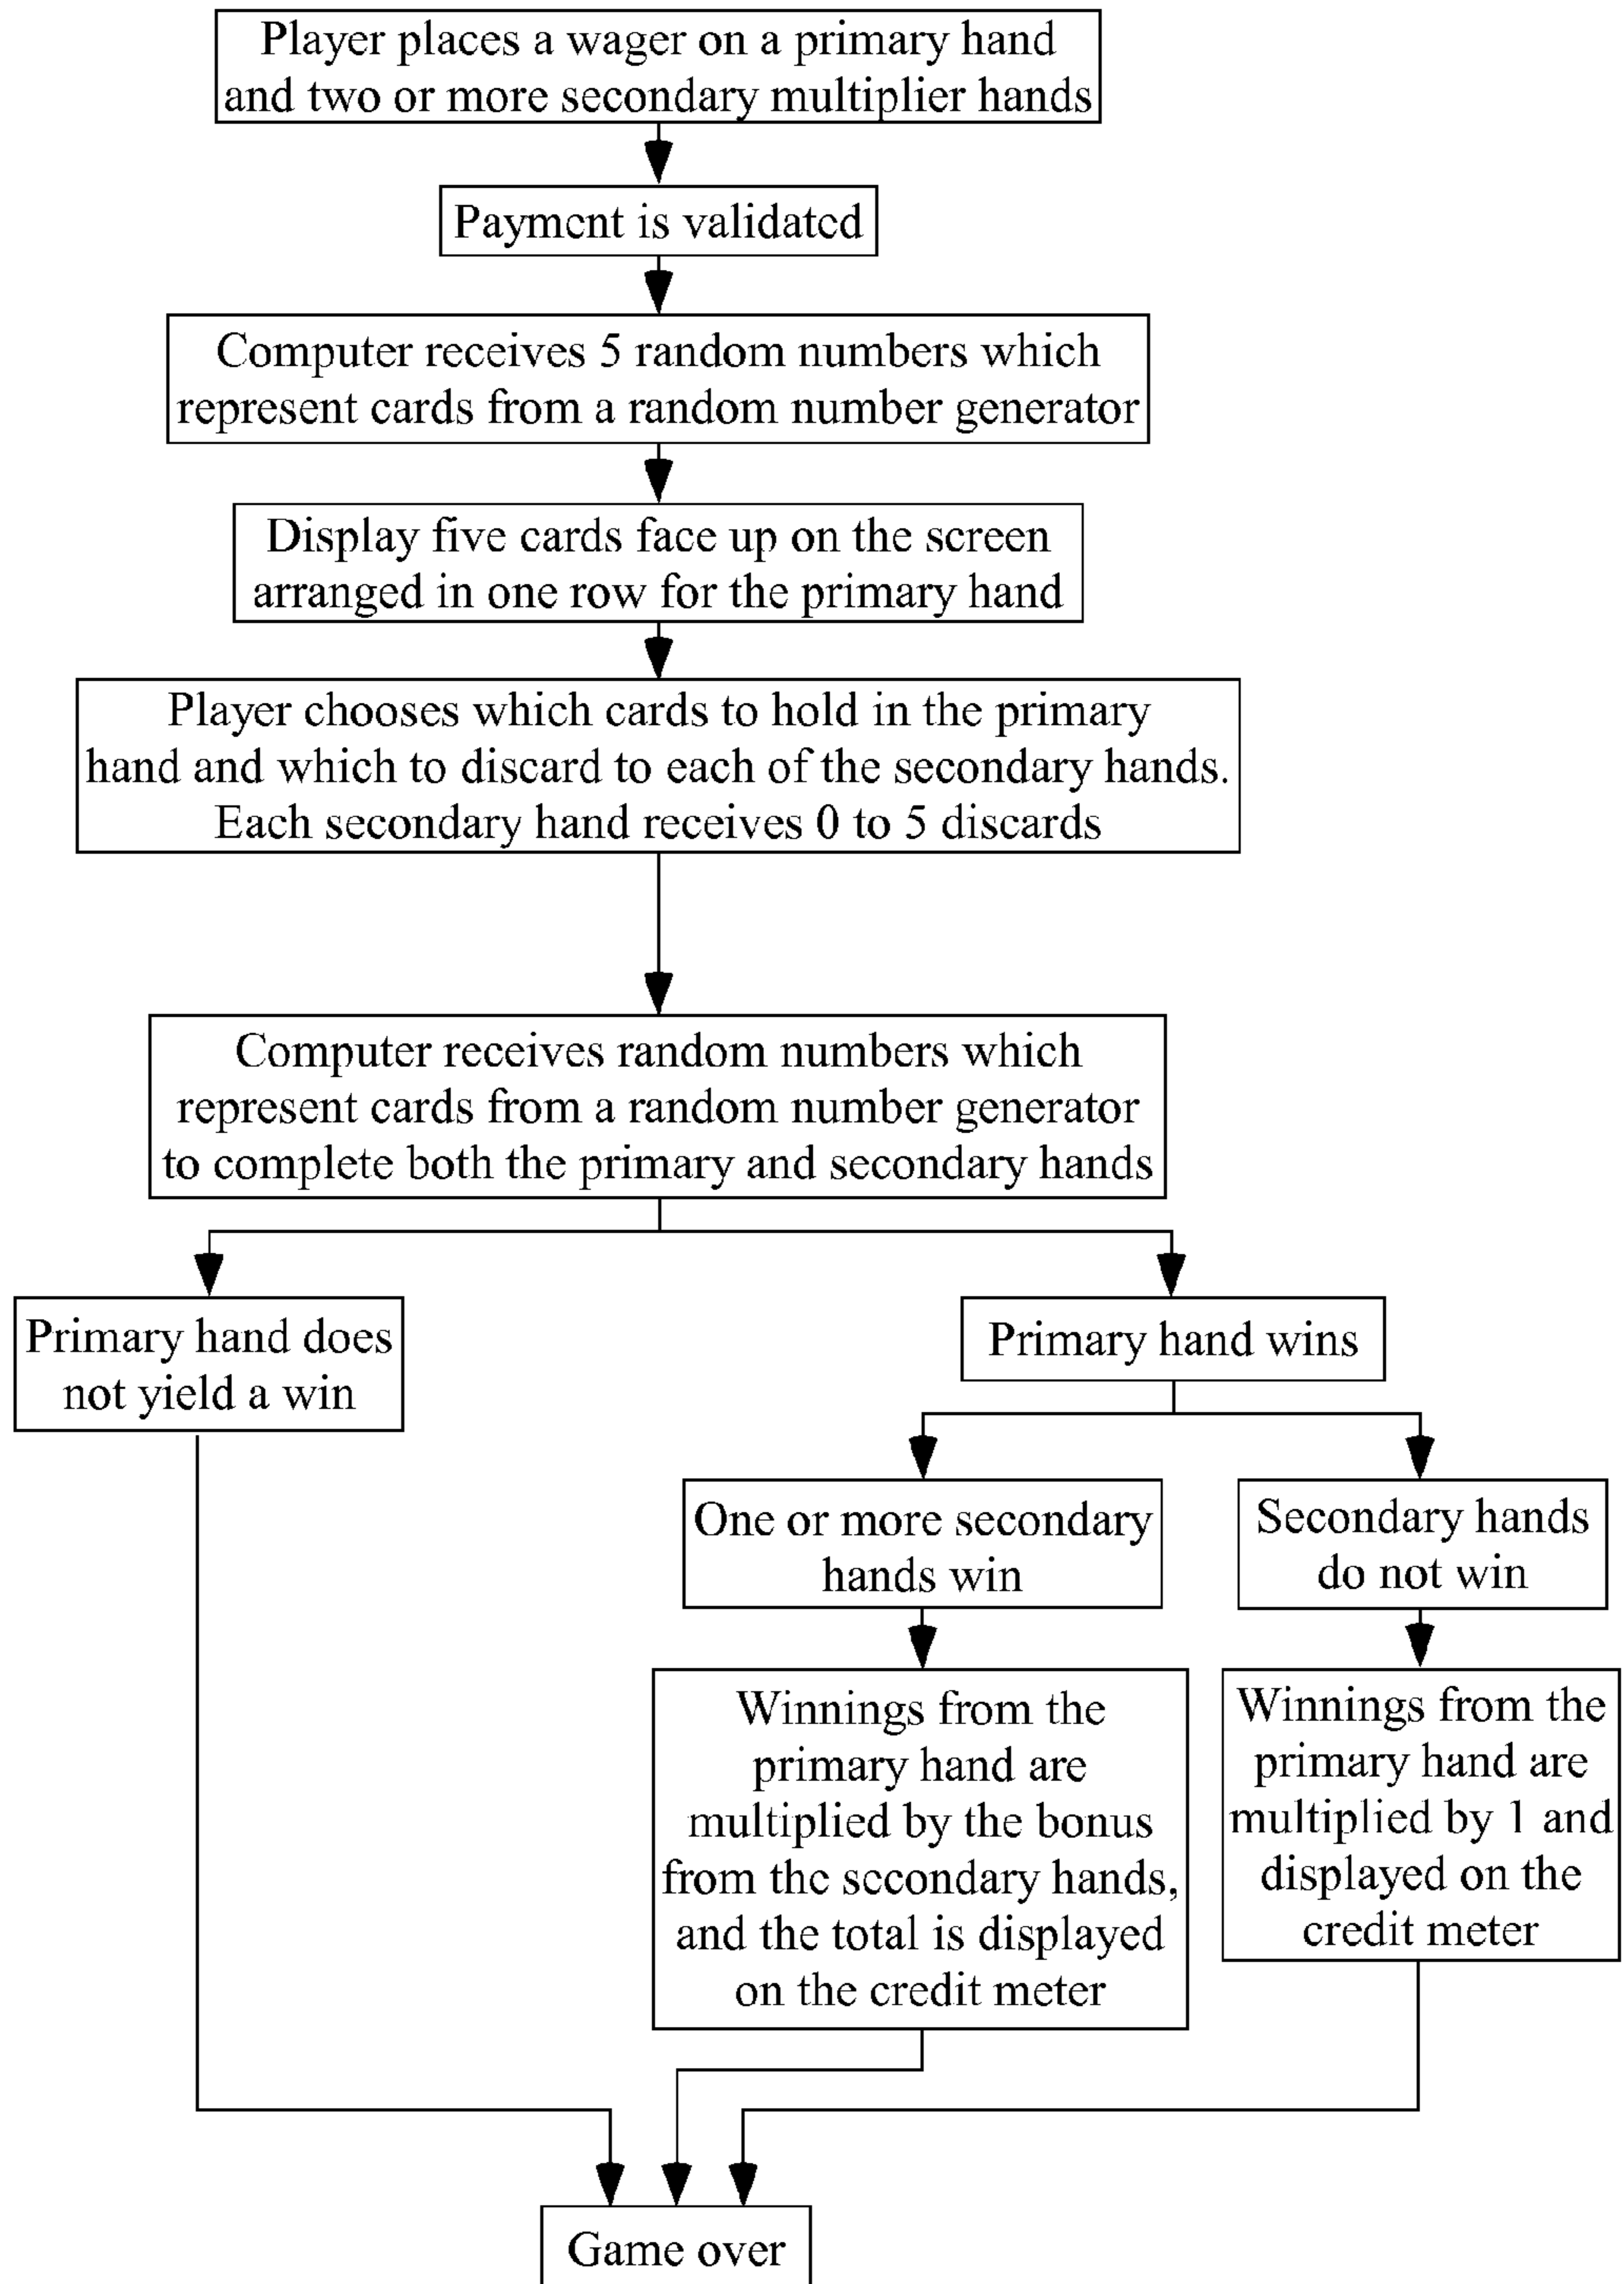 Player places a wager on a primary hand
and two or more secondary multiplier hands
Payment is validated
Computer receives 5 random numbers which
represent cards from a random number generator
Display five cards face up on the screen
arranged in one row for the primary hand
Player chooses which cards to hold in the primary
hand and which to discard to each of the secondary hands.
Each secondary hand receives 0 to 5 discards
Computer receives random numbers which
represent cards from a random number generator
to complete both the primary and secondary hands
Primary hand does
not yield a win
Primary hand wins
One or more secondary
hands win
Secondary hands
do not win
Winnings from the
primary hand are
multiplied by the bonus
from the secondary hands,
and the total is displayed
on the credit meter
Winnings from the
primary hand are
multiplied by 1 and
displayed on the
credit meter
Game over